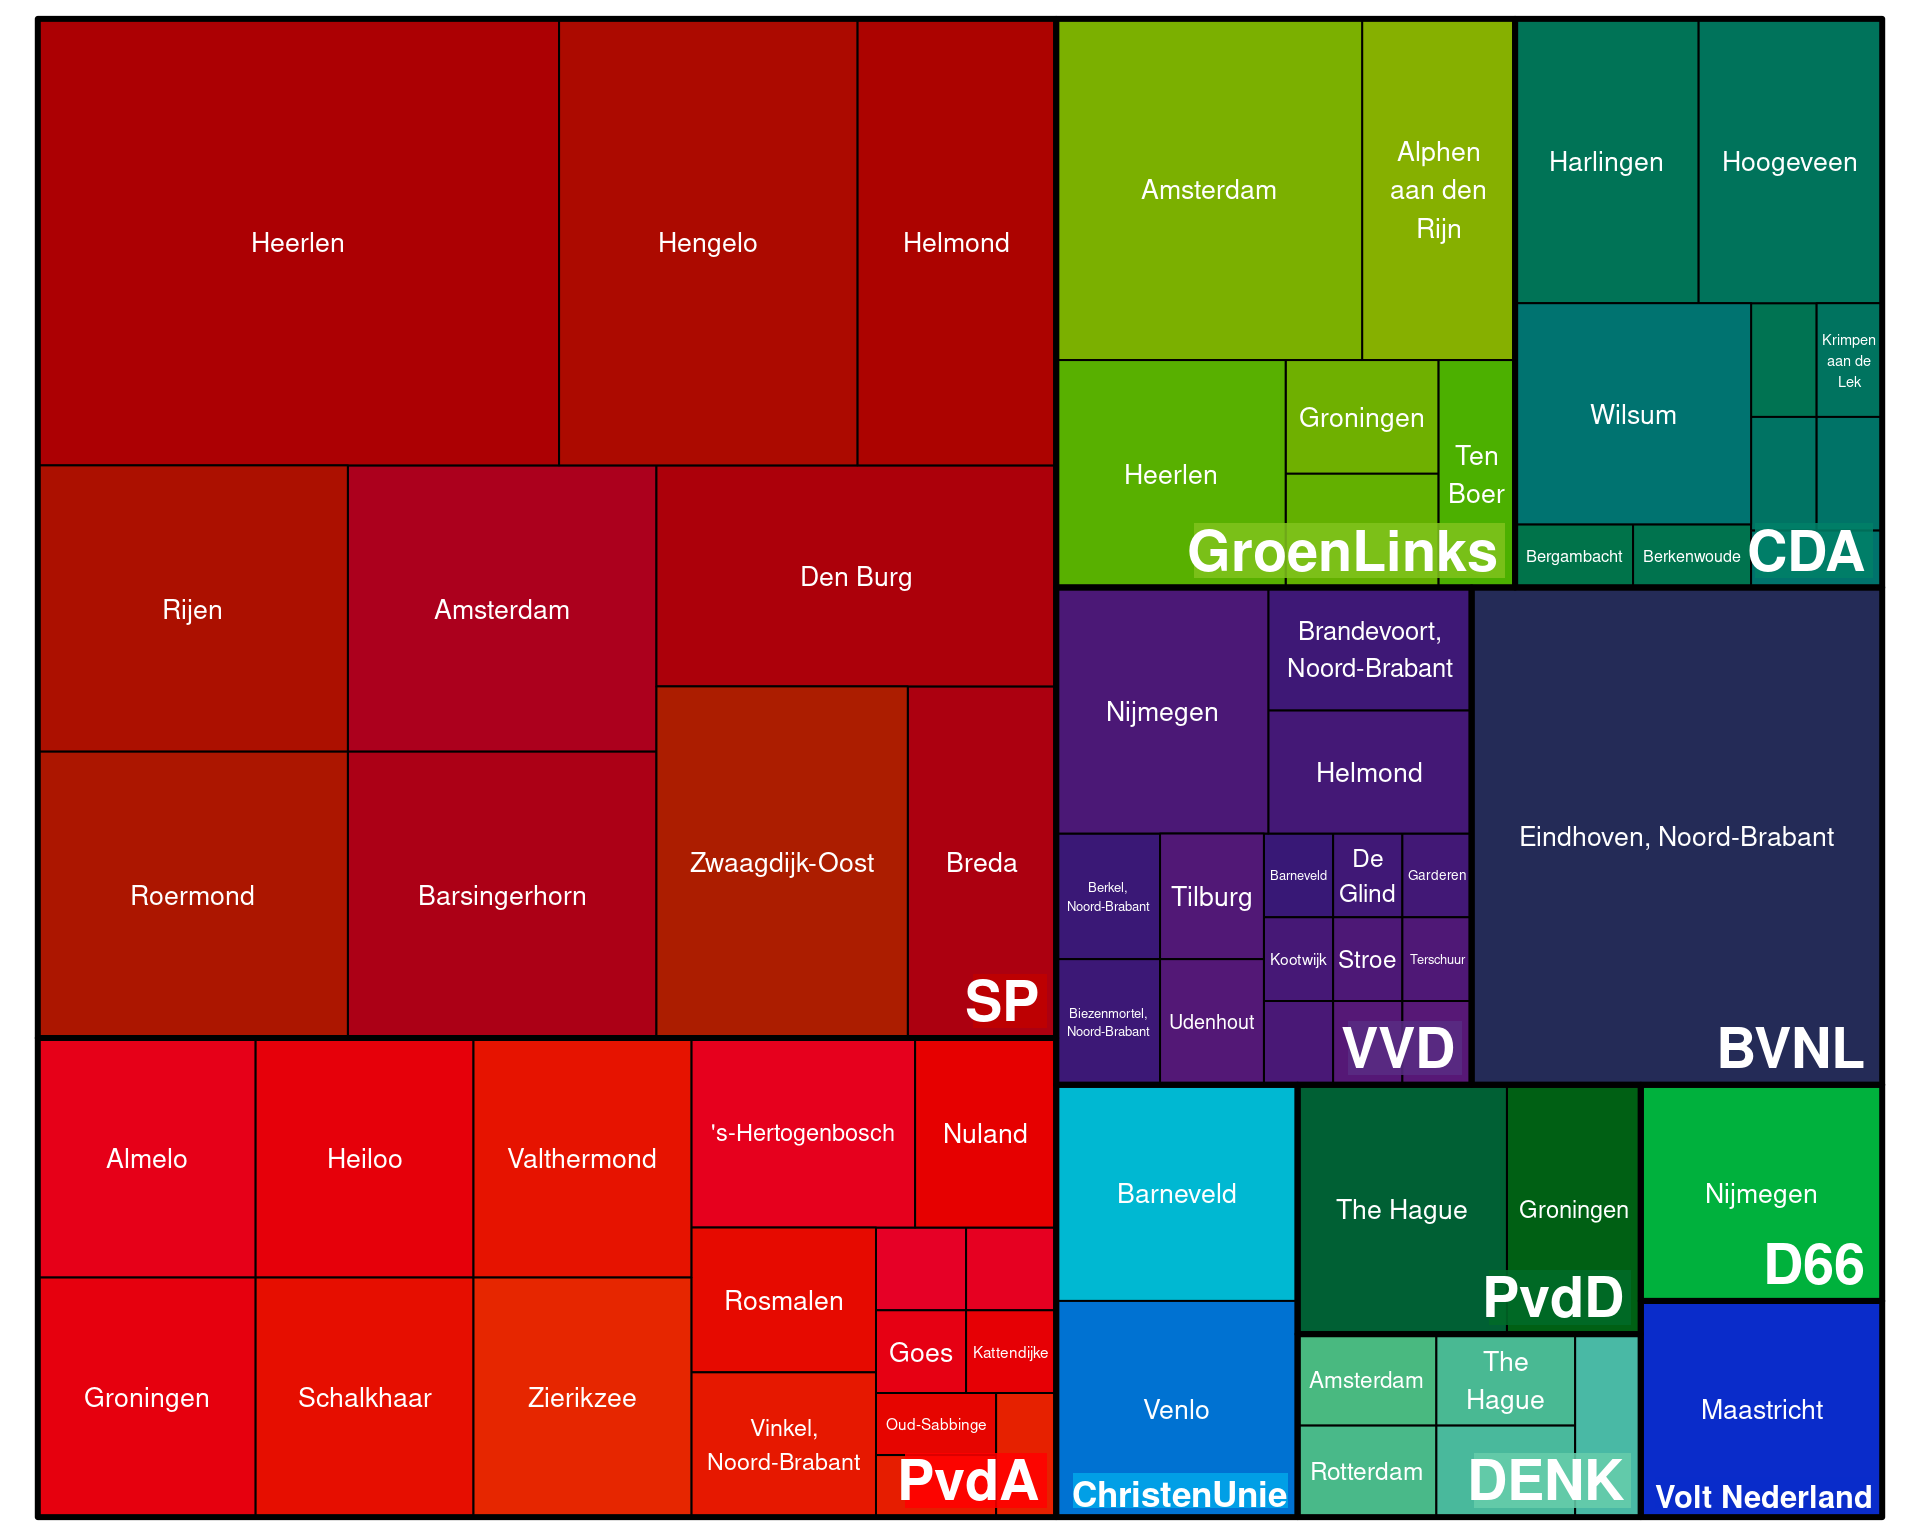 Heerlen
Hengelo
Helmond
Rijen
Amsterdam
Den Burg
Roermond
Barsingerhorn
Zwaagdijk-Oost
Breda
SP
Almelo
Heiloo
Valthermond
's-Hertogenbosch
Nuland
Groningen
Schalkhaar
Zierikzee
Rosmalen
Goes
Kattendijke
Vinkel,
Noord-Brabant
Oud-Sabbinge
PvdA
Amsterdam
Alphen
aan den
Rijn
Heerlen
Groningen
Ten
Boer
GroenLinks
Harlingen
Hoogeveen
Wilsum
Krimpen
aan de
Lek
Bergambacht
Berkenwoude
CDA
Nijmegen
Brandevoort,
Noord-Brabant
Helmond
Berkel,
Noord-Brabant
Tilburg
Barneveld
De
Glind
Garderen
Kootwijk
Stroe
Terschuur
Biezenmortel,
Noord-Brabant
Udenhout
VVD
Eindhoven, Noord-Brabant
BVNL
Barneveld
Venlo
ChristenUnie
The Hague
Groningen
PvdD
Amsterdam
The
Hague
Rotterdam
DENK
Nijmegen
D66
Maastricht
Volt Nederland